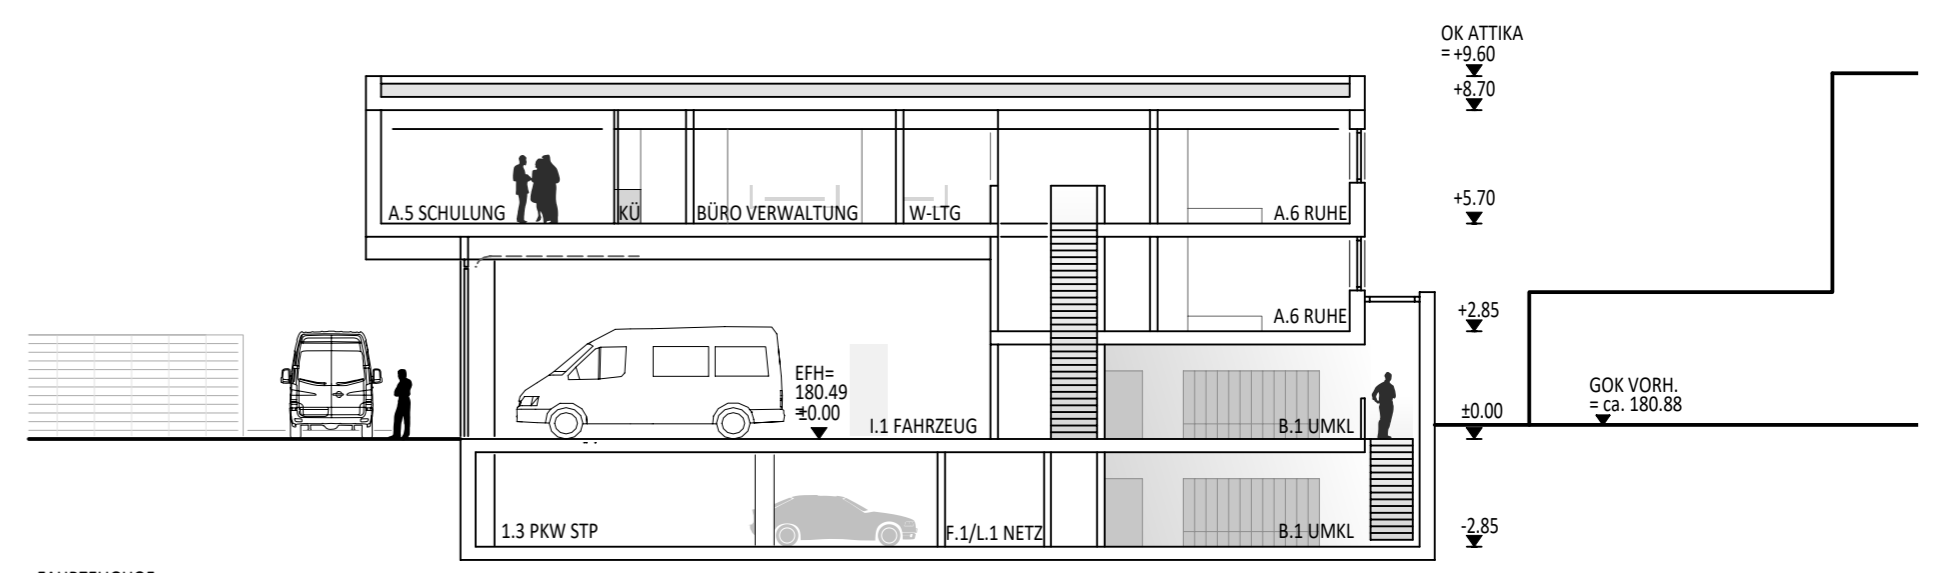 OK ATTIKA
= +9.60
+8.70
A.5 SCHULUNG
KÜ
BÜRO VERWALTUNG
W-LTG
A.6 RUHE
+5.70
A.6 RUHE
+2.85
EFH=
180.49
=±0.00
I.1 FAHRZEUG
B.1 UMKL
±0.00
GOK VORH.
= ca. 180.88
1.3 PKW STP
F.1/L.1 NETZ
B.1 UMKL
-2.85